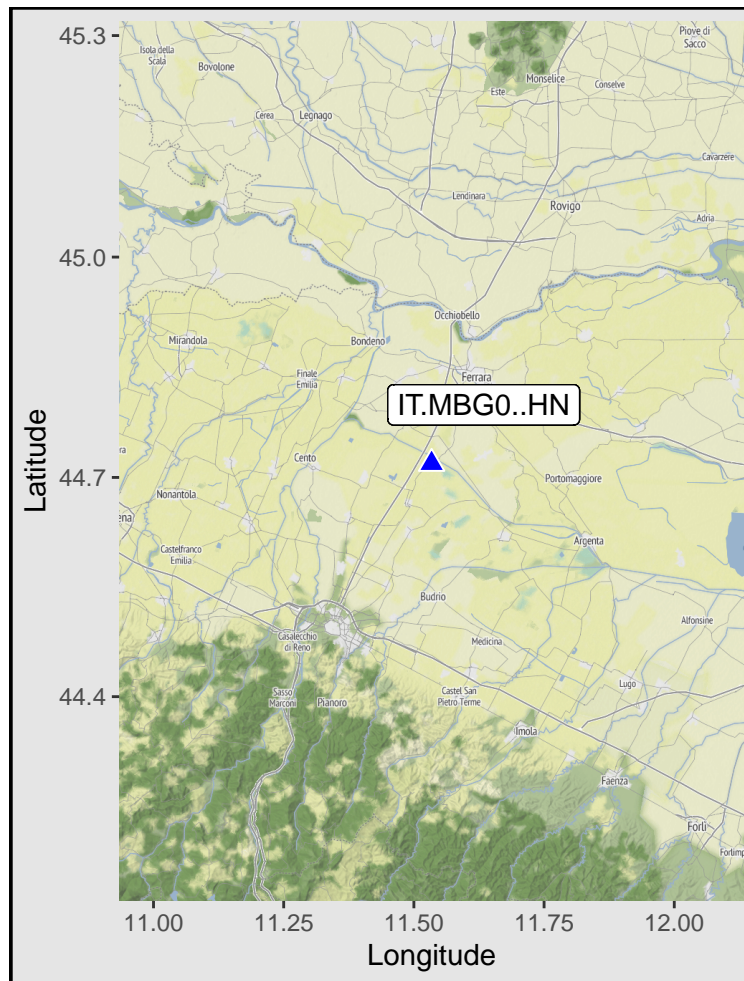 45.3
45.0
44.7
44.4
Latitude
Isola della
Scala
Bovolone
Piove di
Sacco
Monselice
Este
Conselve
Cerea
Legnago
Cavarzere
Lendinara
Rovigo
Adria
Occhiobello
Mirandola
Bondeno
Finale
Emilia
Ferrara
IT.MBG0..HN
Cento
Nonantola
Portomaggiore
ena
Castelfranco
Emilia
Argenta
Budrio
Alfonsine
Casalecchio
di Reno
Medicina
Sasso
Marconi
Pianoro
Castel San
Pietro Terme
Lugo
Imola
Faenza
Forlì
Forlimp
11.00
11.25
11.50
11.75
12.00
Longitude